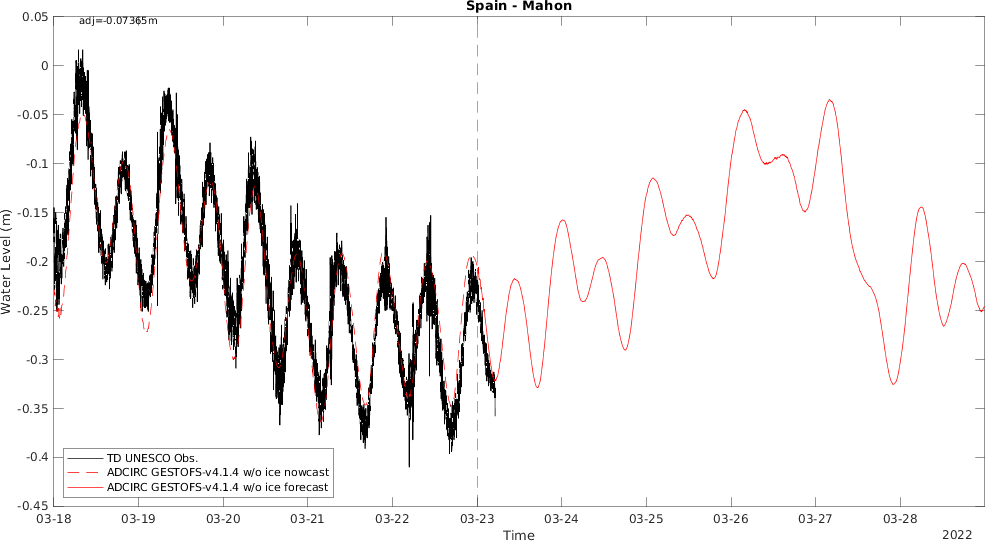 Spain - Mahon
adj=-0.07365m
0.05
0
-0.05
-0.1
-0.15
-0.2
-0.25
-0.3
-0.35
-0.4
-0.45
Water Level (m)
TD UNESCO Obs.
ADCIRC GESTOFS-v4.1.4 w/o ice nowcast
ADCIRC GESTOFS-v4.1.4 w/o ice forecast
03-18 03-19 03-20 03-21 03-22 03-23 03-24 03-25 03-26 03-27 03-28
Time
2022